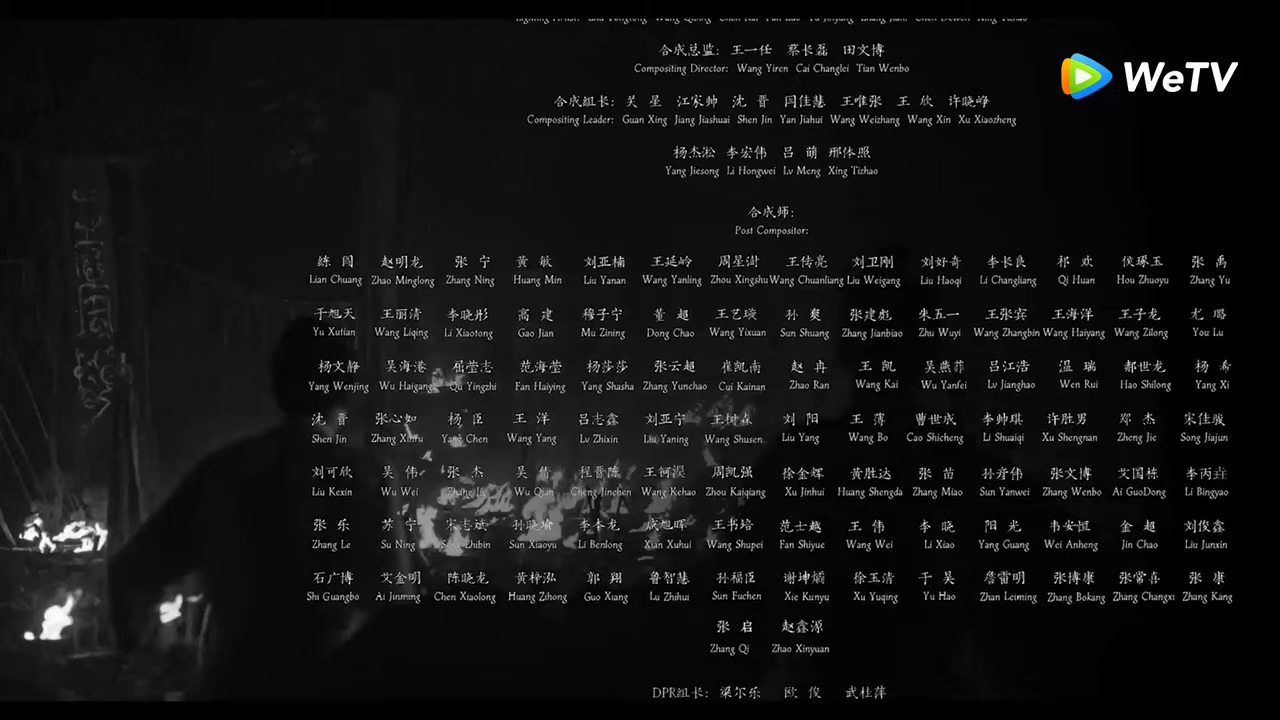 WeTV
合成总监: 王一任 蔡长磊 田文博
Compositing Director: Wang Yiren Cai Changlei Tian Wenbo
合成组长: 关星 江家帅 沈晋 闫佳慧 王唯张 王欣 许晓峥
Compositing Leader: Guan Xing Jiang Jiashuai Shen Jin Yan Jiahui Wang Weizhang Wang Xin Xu Xiaozheng
杨杰淞 李宏伟 吕萌 邢体照
Yang Jiesong Li Hongwei Lv Meng Xing Tizhao
合成师:
Post Compositor:
练闯 赵明龙 张宁 黄敏 刘亚楠 王延岭 周星澍 王传亮 刘卫刚 刘好奇 李长良 祁欢 侯琢玉 张禹
Lian Chuang Zhao Minglong Zhang Ning Huang Min Liu Yanan Wang Yanling Zhou Xingshu Wang Chuanliang Liu Weigang Liu Haoqi Li Changliang Qi Huan Hou Zhuoyu Zhang Yu
于旭天 王丽清 李晓彤 高建 穆子宁 董超 王艺璇 孙爽 张建彪 朱五一 王张宾 王海洋 王子龙 尤璐
Yu Xutian Wang Liqing Li Xiaotong Gao Jian Mu Zining Dong Chao Wang Yixuan Sun Shuang Zhang Jianbiao Zhu Wuyi Wang Zhangbin Wang Haiyang Wang Zilong You Lu
杨文静 吴海港 屈莹志 范海莹 杨莎莎 张云超 崔凯南 赵冉 王凯 吴燕菲 吕江浩 温瑞 郝世龙 杨希
Yang Wenjing Wu Haigang Qu Yingzhi Fan Haiying Yang Shasha Zhang Yunchao Cui Kainan Zhao Ran Wang Kai Wu Yanfei Lv Jianghao Wen Rui Hao Shilong Yang Xi
沈晋 张心如 杨臣 王洋 吕志鑫 刘亚宁 王树森 刘阳 王薄 曹世成 李帅琪 许胜男 郑杰 宋佳骏
Shen Jin Zhang Xinru Yang Chen Wang Yang Lv Zhixin Liu Yaning Wang Shusen Liu Yang Wang Bo Cao Shicheng Li Shuaiqi Xu Shengnan Zheng Jie Song Jiajun
刘可欣 吴伟 张杰 吴倩 程晋陈 周凯强 徐金辉 黄胜达 张苗 孙彦伟 张文博 艾国栋 李丙垚
Liu Kexin Wu Wei Zhang Jie Wu Qian Cheng Jinchen Wang Kehao Zhou Kaiqiang Xu Jinhui Huang Shengda Zhang Miao Sun Yanwei Zhang Wenbo Ai GuoDong Li Bingyao
张乐 苏宁 宋志斌 孙晓瑜 李本龙 咸旭晖 王书培 范士越 王伟 李晓 阳光 韦安恒 金超 刘俊鑫
Zhang Le Su Ning Song Zhibin Sun Xiaoyu Li Benlong Xian Xuhui Wang Shupei Fan Shiyue Wang Wei Li Xiao Yang Guang Wei Anheng Jin Chao Liu Junxin
石广博 艾金明 陈晓龙 黄梓泓 郭翔 鲁智慧 孙福臣 徐玉清 于昊 詹雷明 张博康 张常喜 张康
Shi Guangbo Ai Jinming Chen Xiaolong Huang Zihong Guo Xiang Lu Zhihui Sun Fuchen Xie Kunyu Xu Yuqing Yu Hao Zhan Leiming Zhang Bokang Zhang Changxi Zhang Kang
张启 赵鑫源
Zhang Qi Zhao Xinyuan
DPR组长: 梁尔乐 欧俊 武桂萍